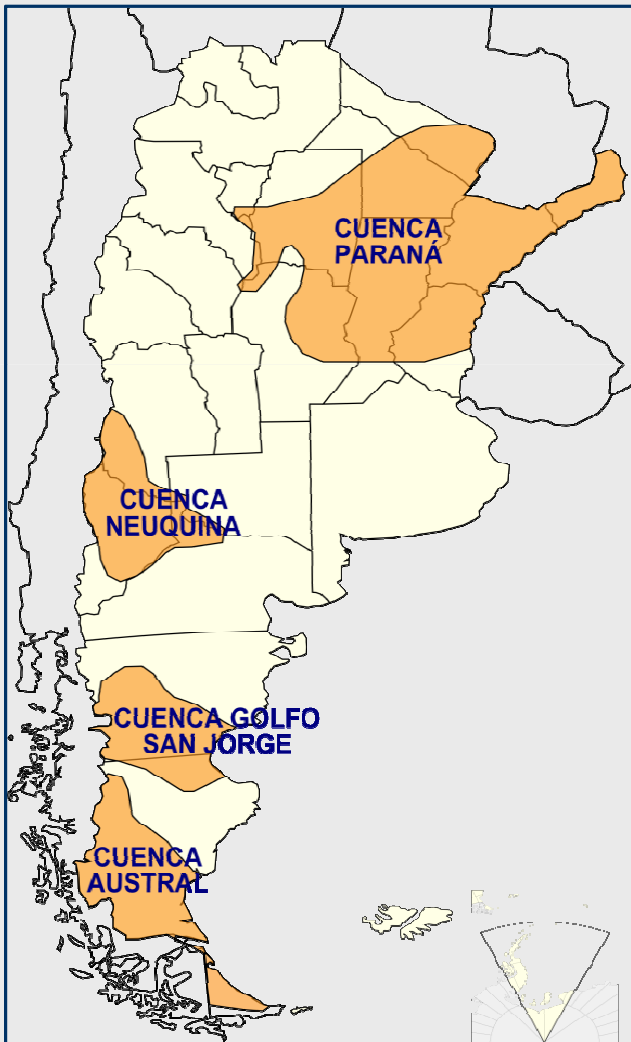 CUENCA
PARANÁ
CUENCA
NEUQUINA
CUENCA GOLFO
SAN JORGE
CUENCA
AUSTRAL